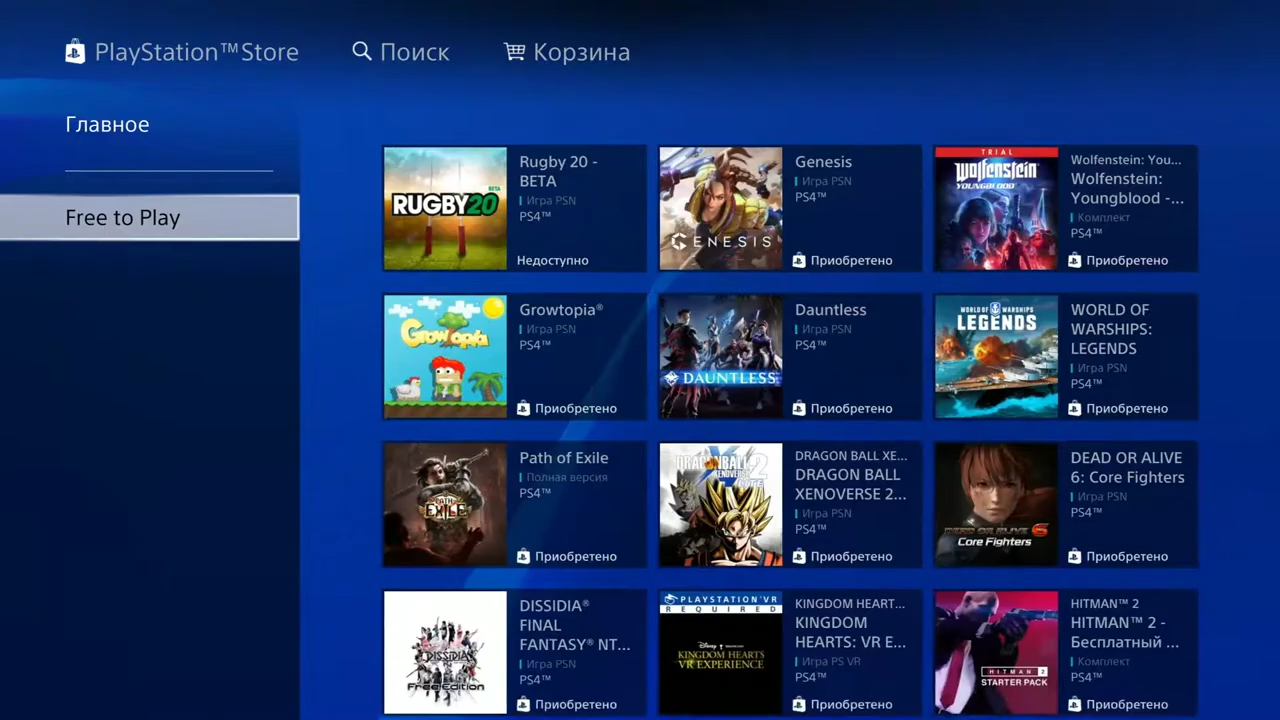 PlayStation™Store
Поиск
Корзина
Главное
Free to Play
RUGBY20
BETA
Rugby 20 -
BETA
Игра PSN
PS4™
Недоступно
GENESIS
Genesis
Игра PSN
PS4™
Приобретено
TRIAL
Wolfenstein
YOUNGBLOOD
Wolfenstein: You...
Wolfenstein:
Youngblood -...
Комплект
PS4™
Приобретено
Growtopia
Growtopia®
Игра PSN
PS4™
Приобретено
DAUNTLESS
Dauntless
Игра PSN
PS4™
Приобретено
WORLD OF WARSHIPS
LEGENDS
WORLD OF
WARSHIPS:
LEGENDS
Игра PSN
PS4™
Приобретено
PATH OF
EXILE
Path of Exile
Полная версия
PS4™
Приобретено
DRAGONBALL
XENOVERSE 2
DRAGON BALL XE...
DRAGON BALL
XENOVERSE 2...
Игра PSN
PS4™
Приобретено
DEAD OR ALIVE 6
Core Fighters
DEAD OR ALIVE
6: Core Fighters
Игра PSN
PS4™
Приобретено
DISSIDIA
Free Edition
DISSIDIA®
FINAL
FANTASY® NT...
Игра PSN
PS4™
Приобретено
PLAYSTATION®VR
REQUIRED
Disney
KINGDOM HEARTS
VR EXPERIENCE
KINGDOM HEART...
KINGDOM
HEARTS: VR E...
Игра PS VR
PS4™
Приобретено
HITMAN 2
STARTER PACK
HITMAN™ 2
HITMAN™ 2 -
Бесплатный ...
Комплект
PS4™
Приобретено